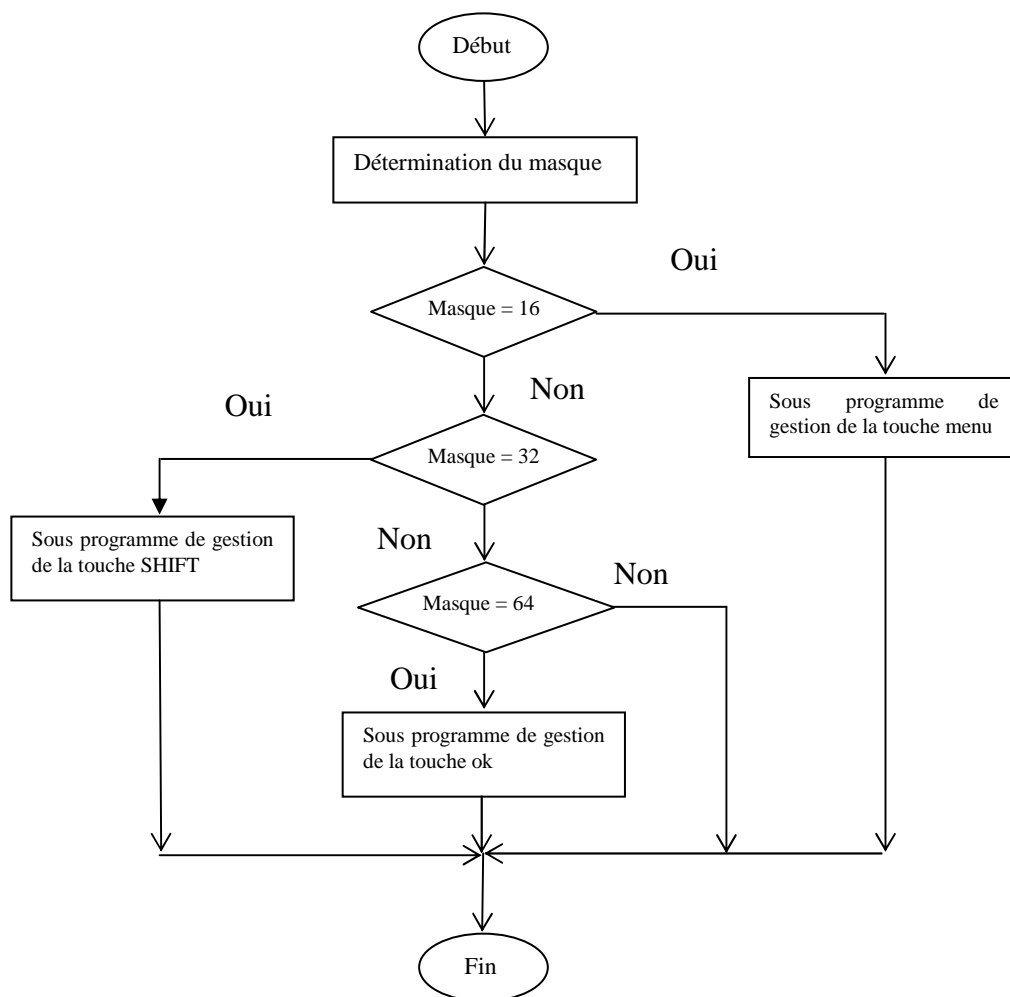 Début
Détermination du masque
Oui
Masque = 16
Non
Sous programme de
gestion de la touche menu
Oui
Masque = 32
Sous programme de gestion
de la touche SHIFT
Non
Non
Masque = 64
Oui
Sous programme de gestion
de la touche ok
Fin